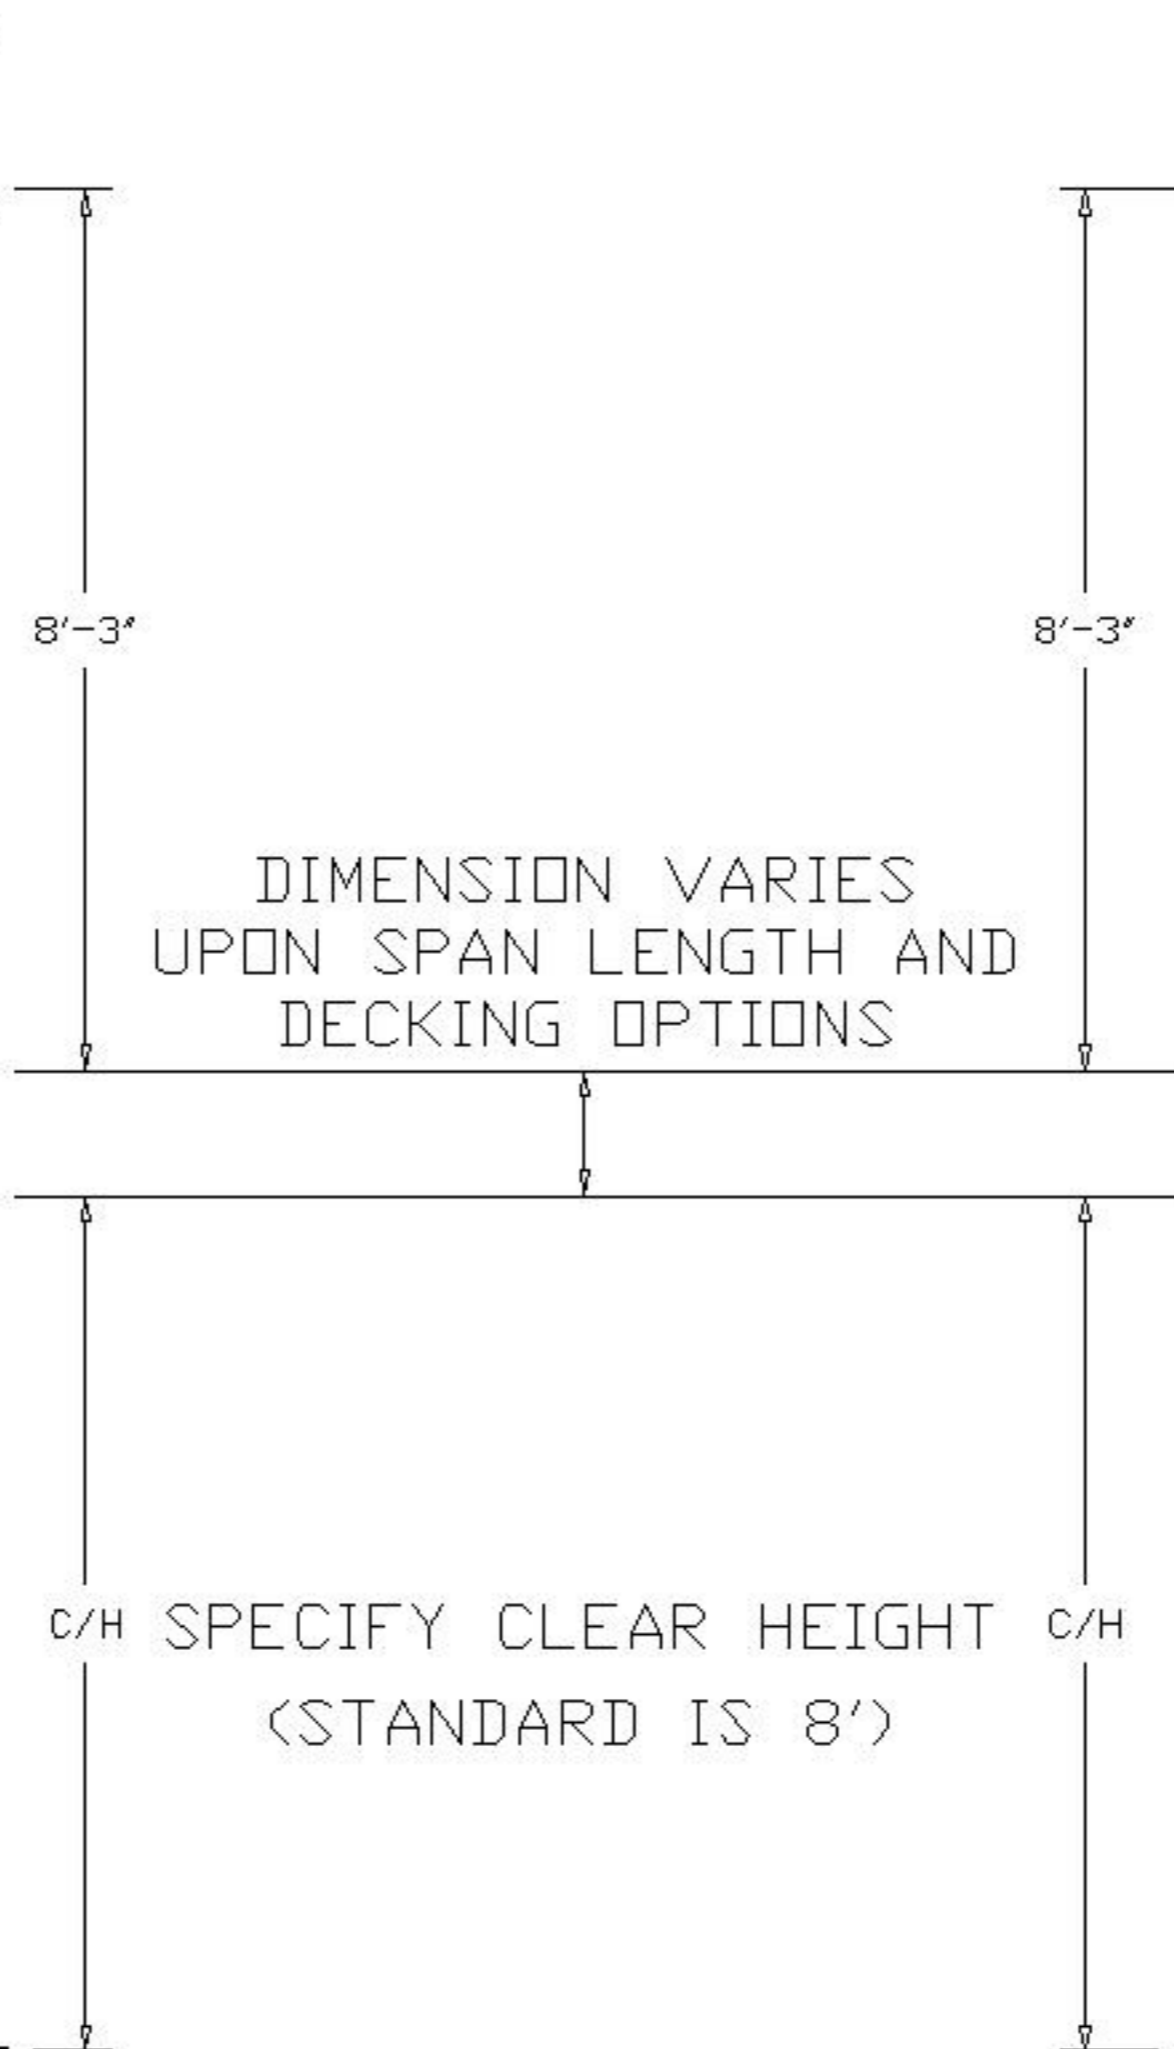 8'-3" 8'-3"
DIMENSION VARIES
UPON SPAN LENGTH AND
DECKING OPTIONS
C/H SPECIFY CLEAR HEIGHT C/H
(STANDARD IS 8')